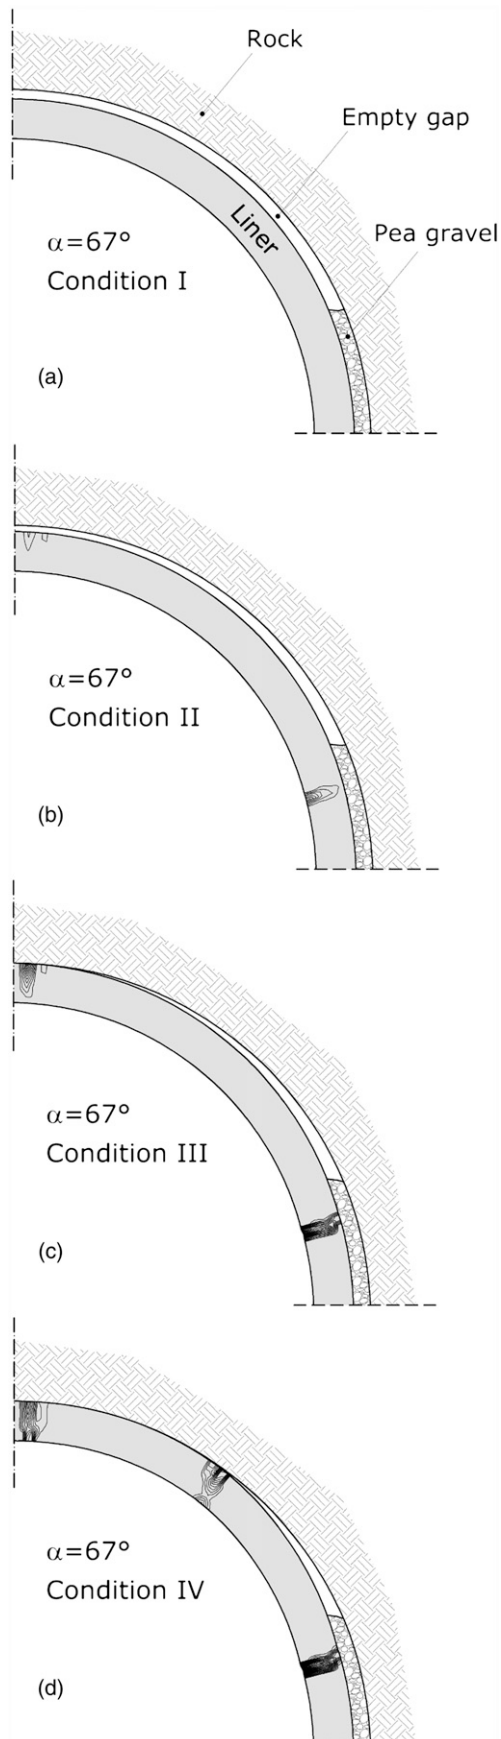 Rock
Empty gap
Liner
Pea gravel
α=67°
Condition I
(a)
α=67°
Condition II
(b)
α=67°
Condition III
(c)
α=67°
Condition IV
(d)